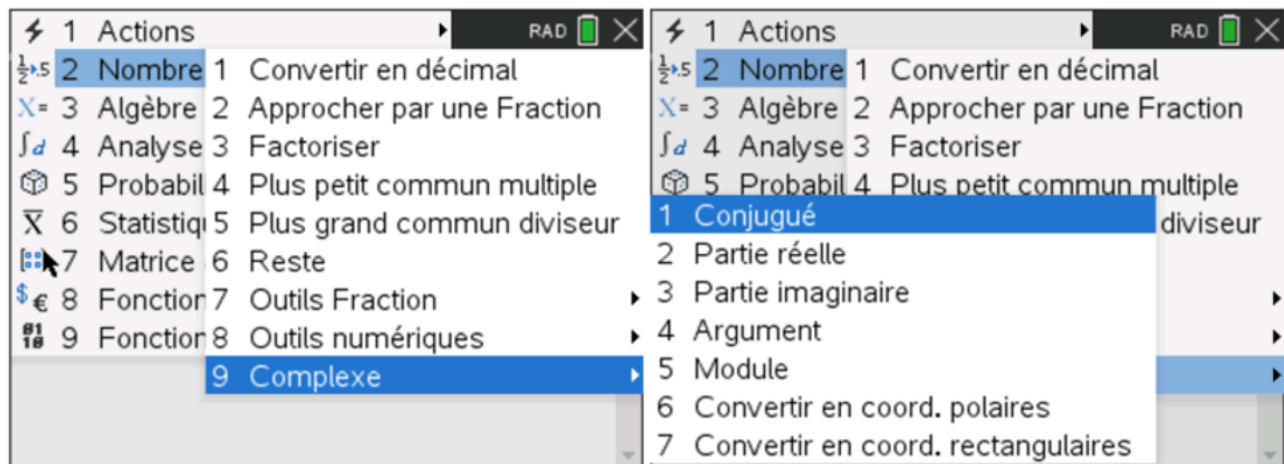 1 Actions
RAD
2 Nombre
3 Algèbre
4 Analyse
5 Probabil
6 Statistiq
7 Matrice
8 Fonction
9 Fonction
1 Convertir en décimal
2 Approcher par une Fraction
3 Factoriser
4 Plus petit commun multiple
5 Plus grand commun diviseur
6 Reste
7 Outils Fraction
8 Outils numériques
9 Complexe
1 Actions
RAD
2 Nombre
3 Algèbre
4 Analyse
5 Probabil
1 Convertir en décimal
2 Approcher par une Fraction
3 Factoriser
4 Plus petit commun multiple
diviseur
1 Conjugué
2 Partie réelle
3 Partie imaginaire
4 Argument
5 Module
6 Convertir en coord. polaires
7 Convertir en coord. rectangulaires